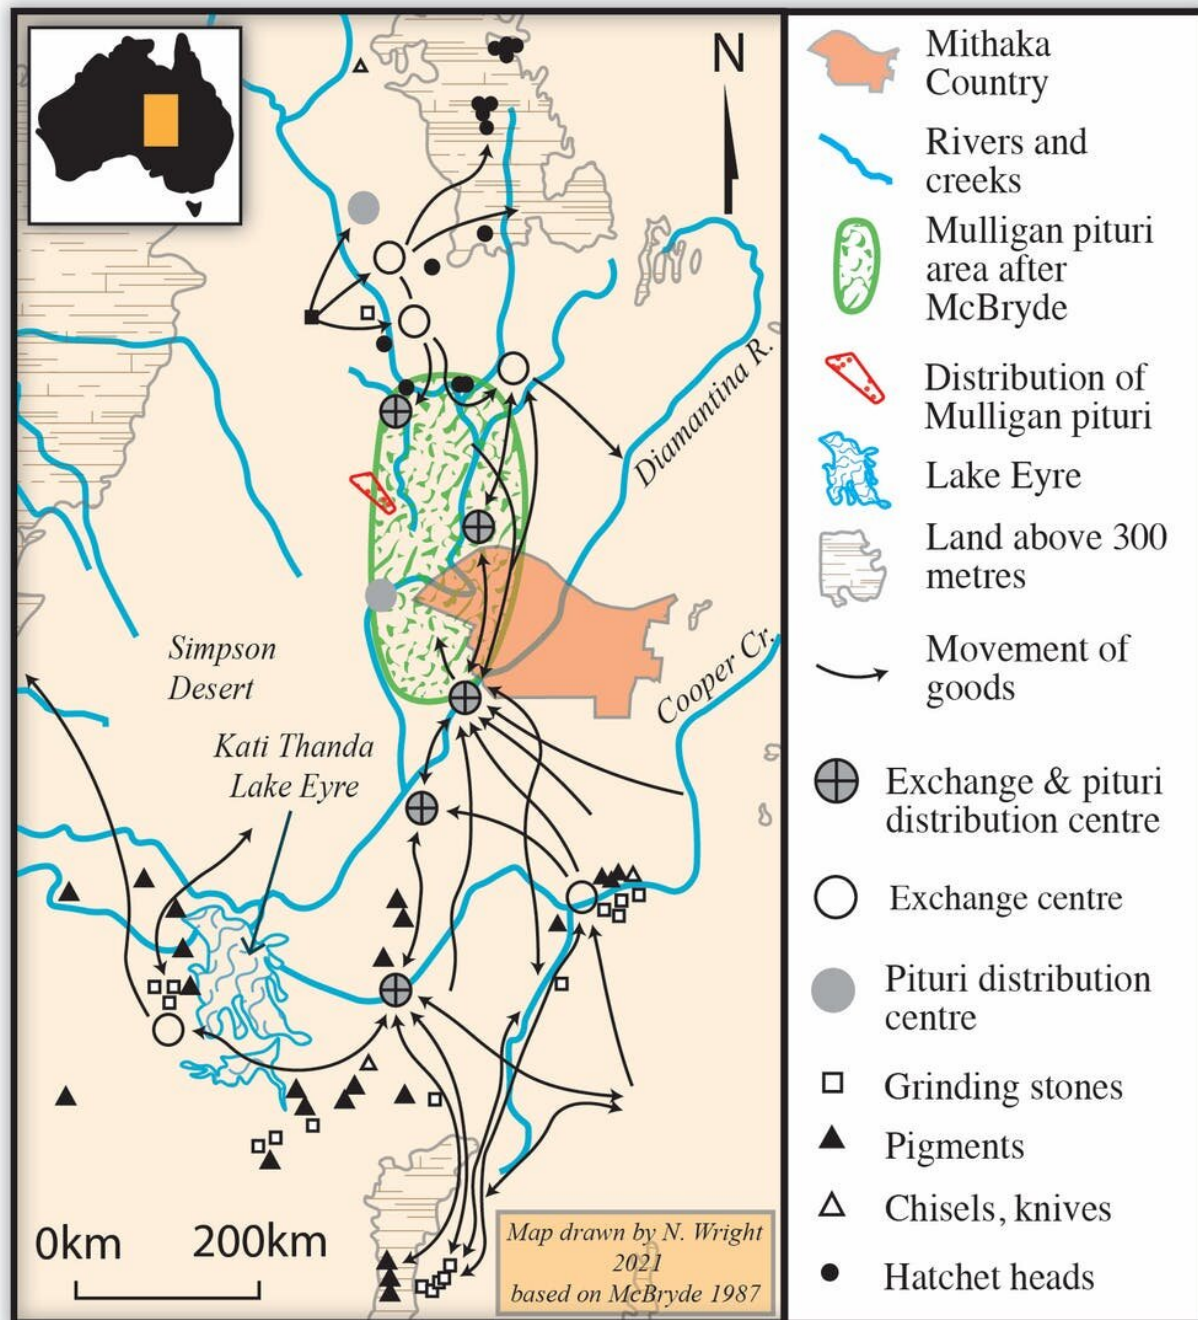 N
Diamantina R.
Simpson
Desert
Kati Thanda
Lake Eyre
Cooper Cr.
0km
200km
Map drawn by N. Wright
2021
based on McBryde 1987
Mithaka
Country
Rivers and
creeks
Mulligan pituri
area after
McBryde
Distribution of
Mulligan pituri
Lake Eyre
Land above 300
metres
Movement of
goods
Exchange & pituri
distribution centre
Exchange centre
Pituri distribution
centre
Grinding stones
Pigments
Chisels, knives
Hatchet heads